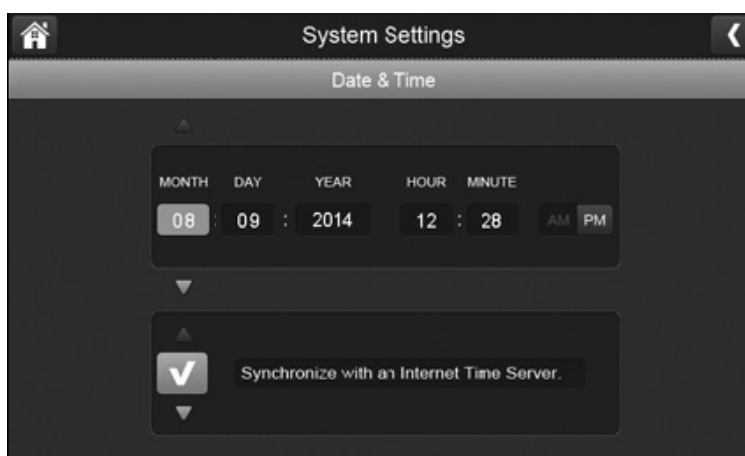 System Settings
Date & Time
MONTH DAY YEAR HOUR MINUTE
08 : 09 : 2014 12 : 28 AM PM
Synchronize with an Internet Time Server.